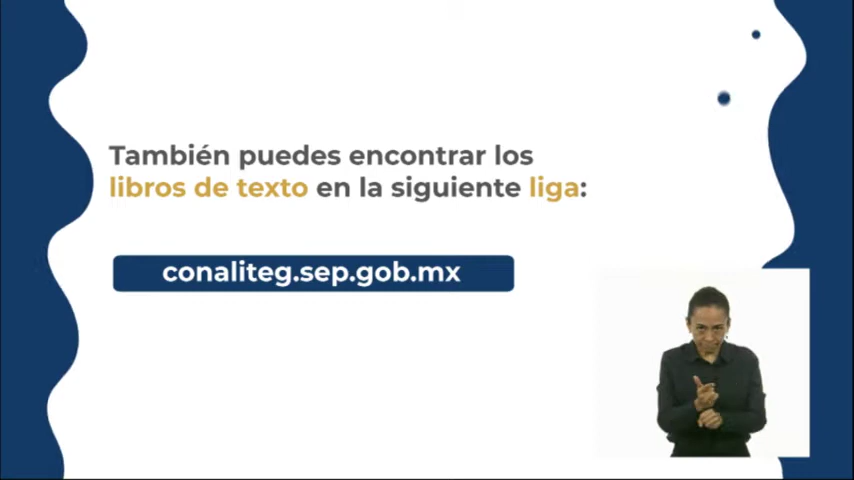 También puedes encontrar los
libros de texto en la siguiente liga:
conaliteg.sep.gob.mx